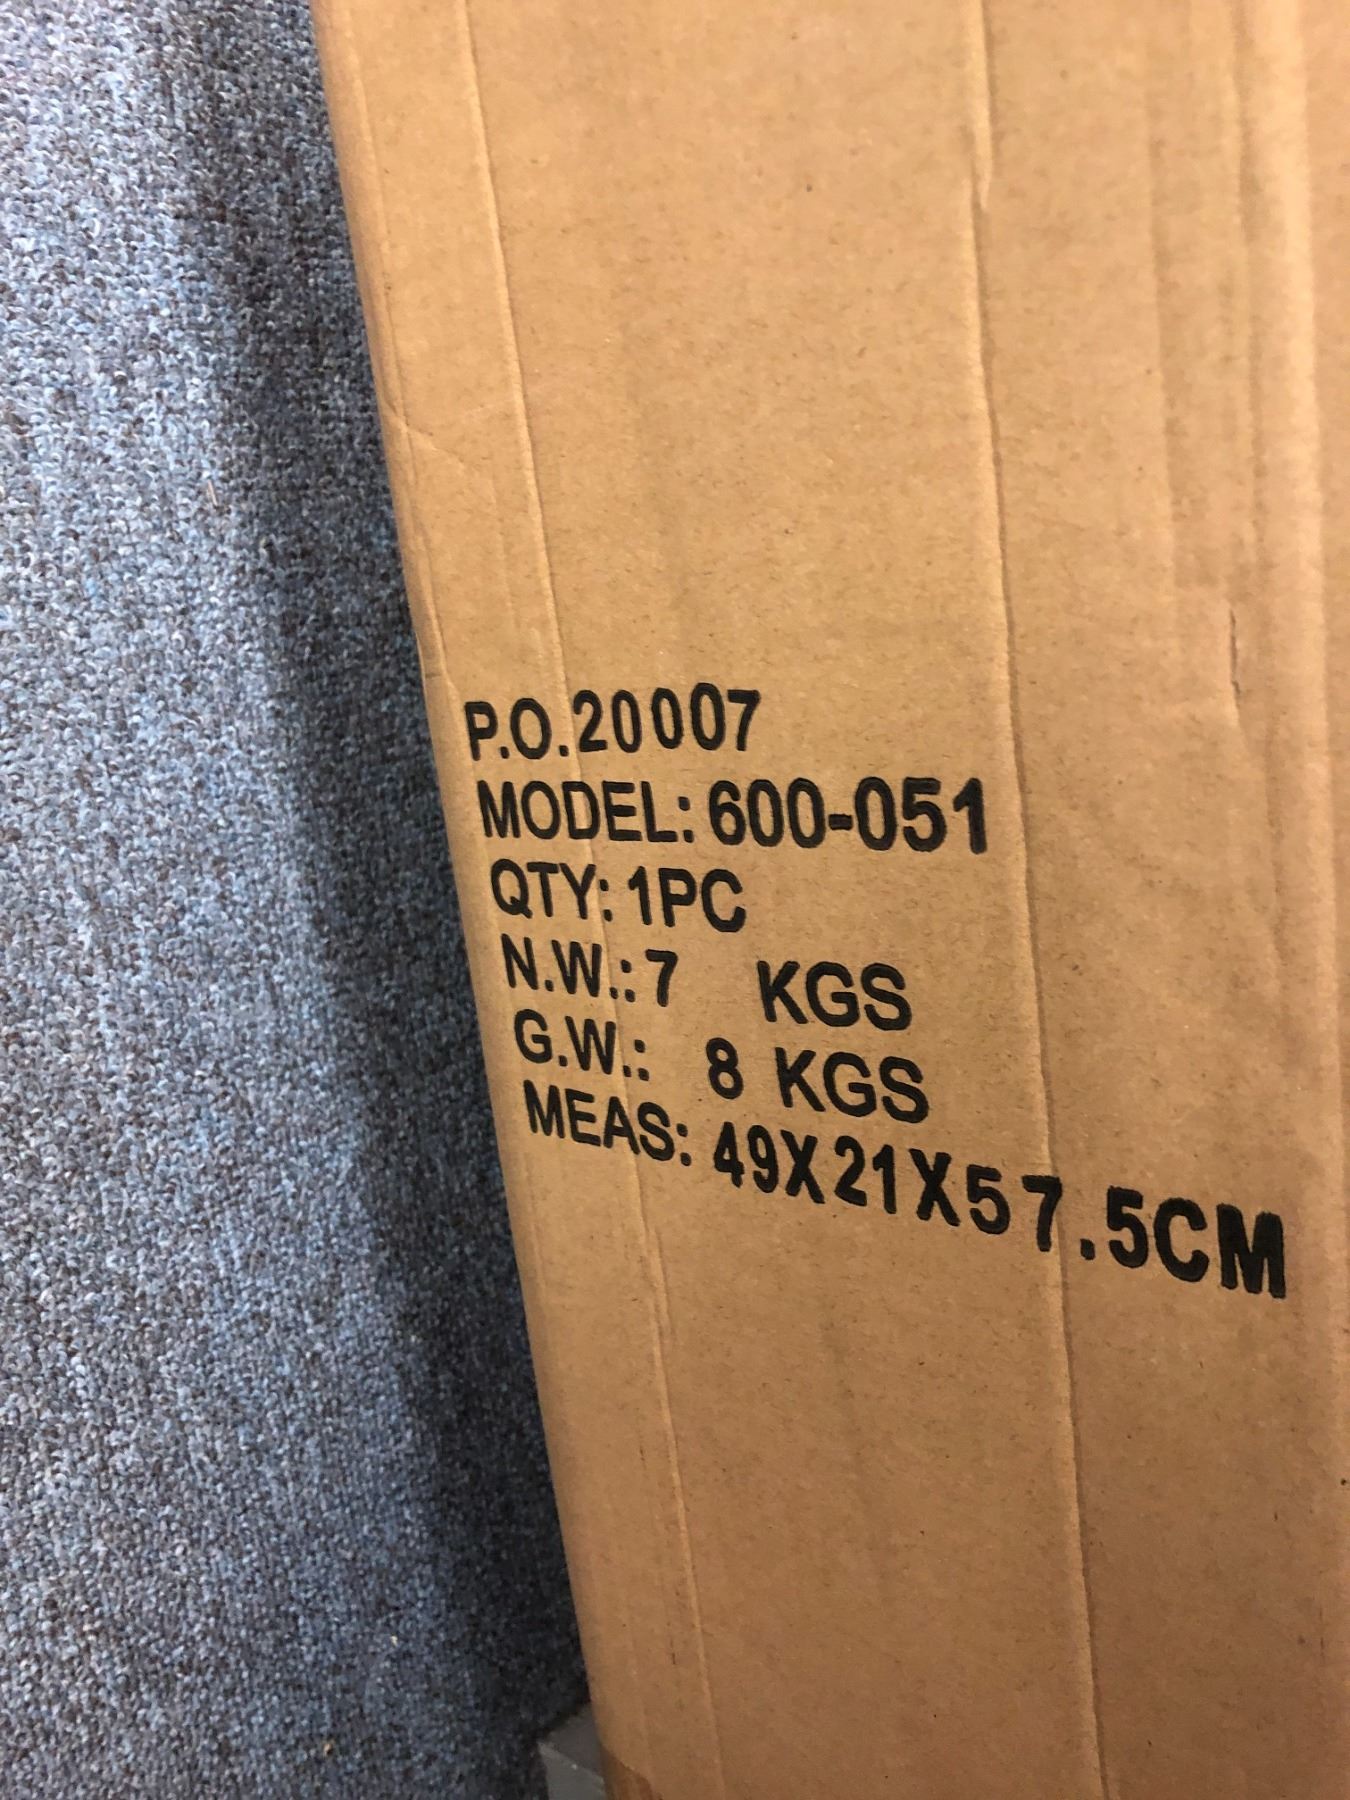 P.O.20007
MODEL: 600-051
QTY: 1PC
N.W.: 7 KGS
G.W.: 8 KGS
MEAS: 49X21X57.5CM